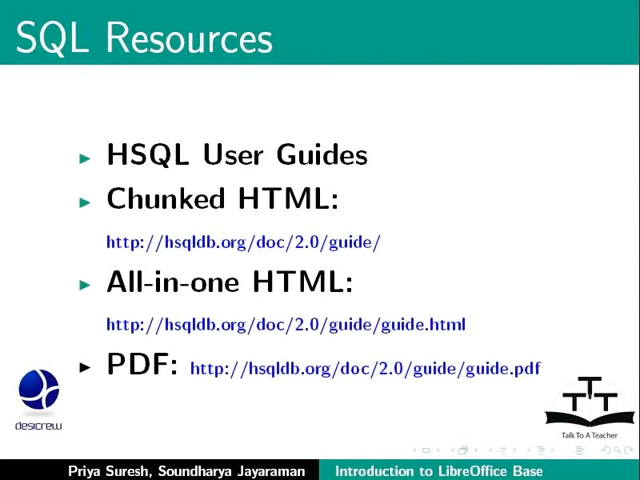 SQL Resources
HSQL User Guides
Chunked HTML:
http://hsqldb.org/doc/2.0/guide/
All-in-one HTML:
http://hsqldb.org/doc/2.0/guide/guide.html
PDF: http://hsqldb.org/doc/2.0/guide/guide.pdf
desicrew
T T T
Talk To A Teacher
Priya Suresh, Soundharya Jayaraman Introduction to LibreOffice Base